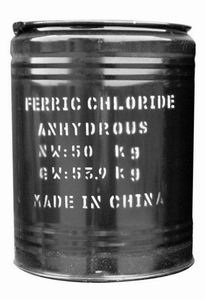 FERRIC CHLORIDE
ANHYDROUS
NW:50 kg
GW:53.9 kg
MADE IN CHINA